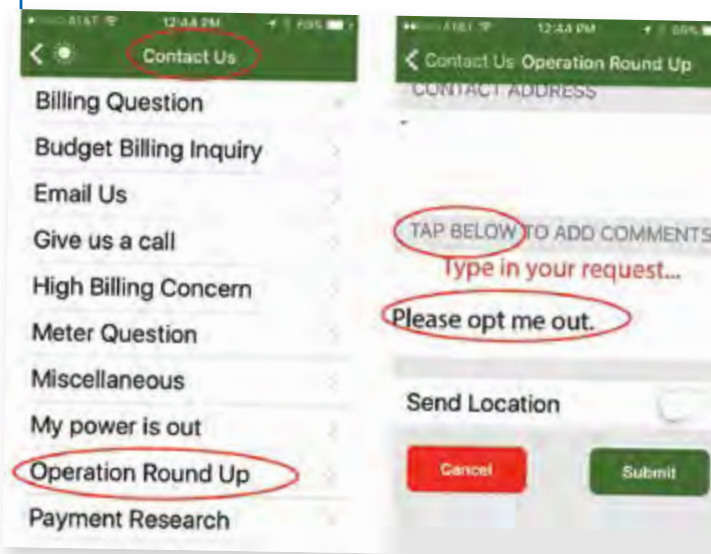 AT&T 12:44 PM 68%
Contact Us
Billing Question
Budget Billing Inquiry
Email Us
Give us a call
High Billing Concern
Meter Question
Miscellaneous
My power is out
Operation Round Up
Payment Research
AT&T 12:44 PM
Contact Us Operation Round Up
CONTACT ADDRESS
-
TAP BELOW TO ADD COMMENTS
Type in your request...
Please opt me out.
Send Location
Cancel Submit